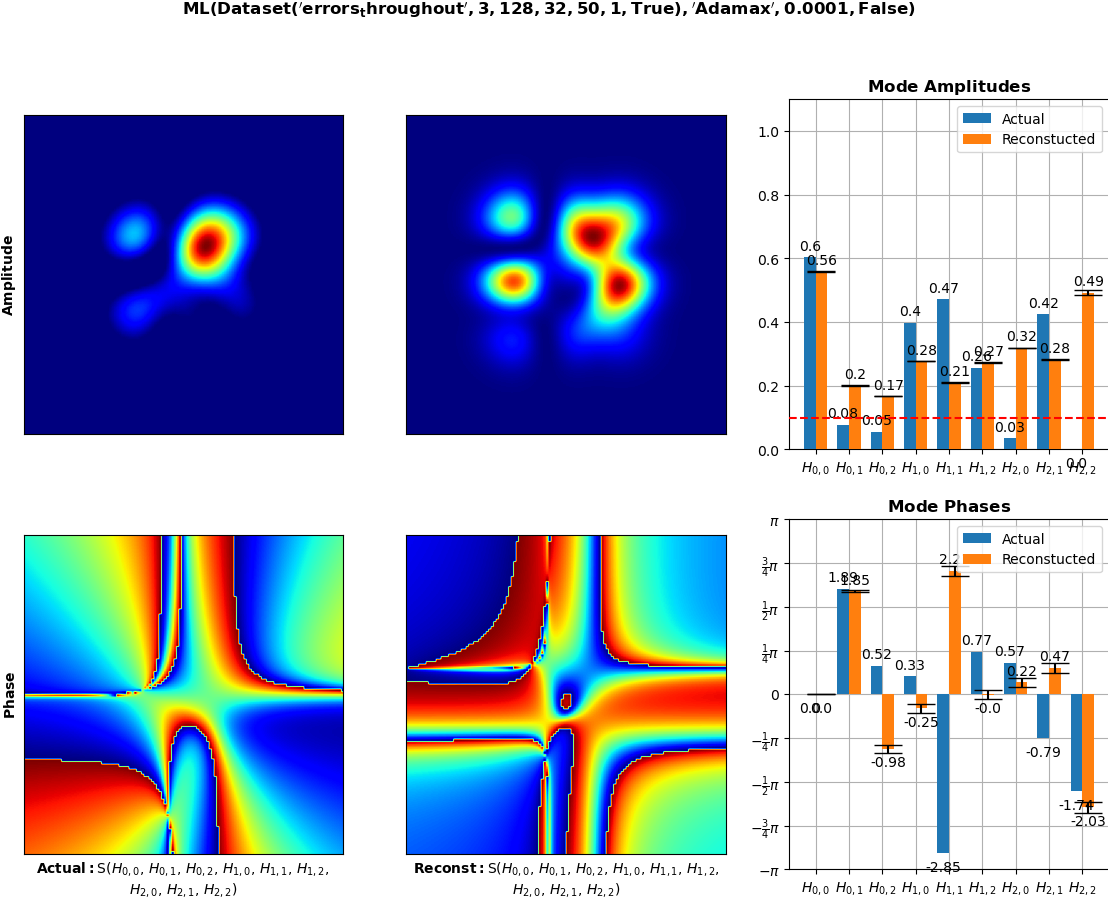 ML(Dataset('errors_throughout', 3, 128, 32, 50, 1, True), 'Adamax', 0.0001, False)
Amplitude
Mode Amplitudes
Actual
Reconstucted
1.0
0.8
0.6
0.4
0.2
0.0
0.6
0.56
0.08
0.2
0.05
0.17
0.4
0.28
0.47
0.21
0.26
0.27
0.03
0.32
0.42
0.28
0.0
0.49
H0,0 H0,1 H0,2 H1,0 H1,1 H1,2 H2,0 H2,1 H2,2
Phase
Actual: S(H0,0, H0,1, H0,2, H1,0, H1,1, H1,2,
H2,0, H2,1, H2,2)
Reconst: S(H0,0, H0,1, H0,2, H1,0, H1,1, H1,2,
H2,0, H2,1, H2,2)
Mode Phases
Actual
Reconstucted
π
3/4π
1/2π
1/4π
0
−1/4π
−1/2π
−3/4π
−π
0.0
0.0
1.89
1.85
0.52
-0.98
0.33
-0.25
-2.85
0.77
-0.0
0.57
0.22
-0.79
0.47
-1.74
-2.03
H0,0 H0,1 H0,2 H1,0 H1,1 H1,2 H2,0 H2,1 H2,2